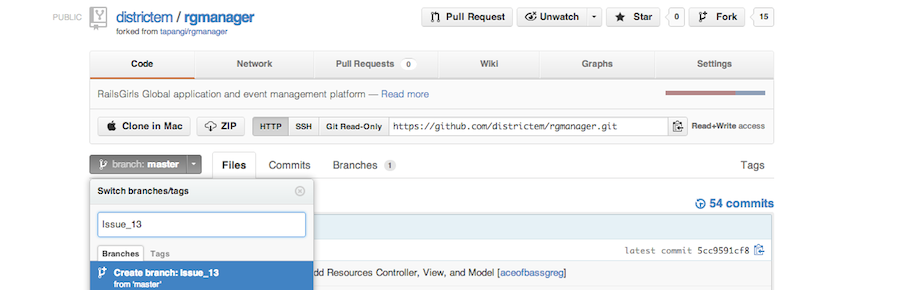 PUBLIC districtem / rgmanager Pull Request Unwatch Star 0 Fork 15
forked from tapangi/rgmanager
Code Network Pull Requests 0 Wiki Graphs Settings
RailsGirls Global application and event management platform — Read more
Clone in Mac ZIP HTTP SSH Git Read-Only https://github.com/districtem/rgmanager.git Read+Write access
branch: master Files Commits Branches 1 Tags
Switch branches/tags
54 commits
Issue_13
Branches Tags
latest commit 5cc9591cf8
Create branch: Issue_13
dd Resources Controller, View, and Model [aceofbassgreg]
from 'master'